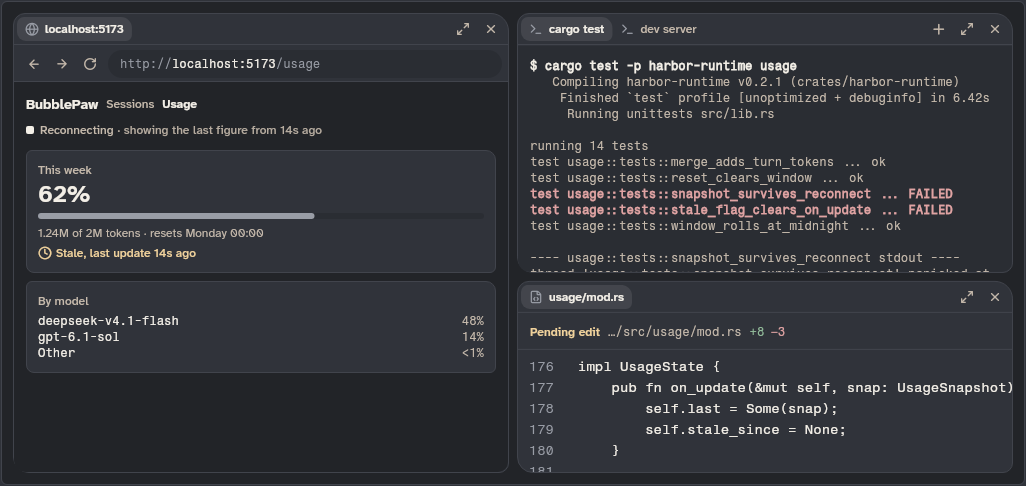 localhost:5173
http://localhost:5173/usage
BubblePaw Sessions Usage
Reconnecting · showing the last figure from 14s ago
This week
62%
1.24M of 2M tokens · resets Monday 00:00
Stale, last update 14s ago
By model
deepseek-v4.1-flash 48%
gpt-6.1-sol 14%
Other <1%
cargo test dev server
$ cargo test -p harbor-runtime usage
Compiling harbor-runtime v0.2.1 (crates/harbor-runtime)
Finished `test` profile [unoptimized + debuginfo] in 6.42s
Running unittests src/lib.rs
running 14 tests
test usage::tests::merge_adds_turn_tokens ... ok
test usage::tests::reset_clears_window ... ok
test usage::tests::snapshot_survives_reconnect ... FAILED
test usage::tests::stale_flag_clears_on_update ... FAILED
test usage::tests::window_rolls_at_midnight ... ok
---- usage::tests::snapshot_survives_reconnect stdout ----
usage/mod.rs
Pending edit …/src/usage/mod.rs +8 −3
176 impl UsageState {
177 pub fn on_update(&mut self, snap: UsageSnapshot)
178 self.last = Some(snap);
179 self.stale_since = None;
180 }